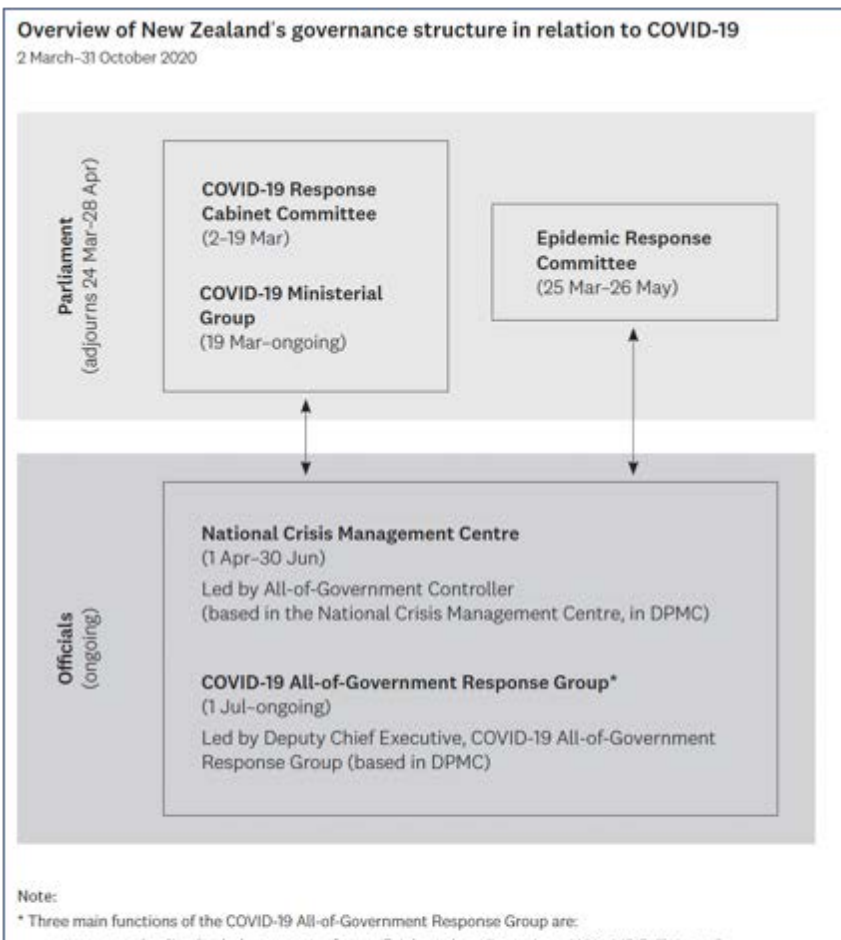 Overview of New Zealand's governance structure in relation to COVID-19
2 March–31 October 2020
Parliament
(adjourns 24 Mar–28 Apr)
COVID-19 Response
Cabinet Committee
(2–19 Mar)
COVID-19 Ministerial
Group
(19 Mar–ongoing)
Epidemic Response
Committee
(25 Mar–26 May)
Officials
(ongoing)
National Crisis Management Centre
(1 Apr–30 Jun)
Led by All-of-Government Controller
(based in the National Crisis Management Centre, in DPMC)
COVID-19 All-of-Government Response Group*
(1 Jul–ongoing)
Led by Deputy Chief Executive, COVID-19 All-of-Government
Response Group (based in DPMC)
Note:
* Three main functions of the COVID-19 All-of-Government Response Group are: